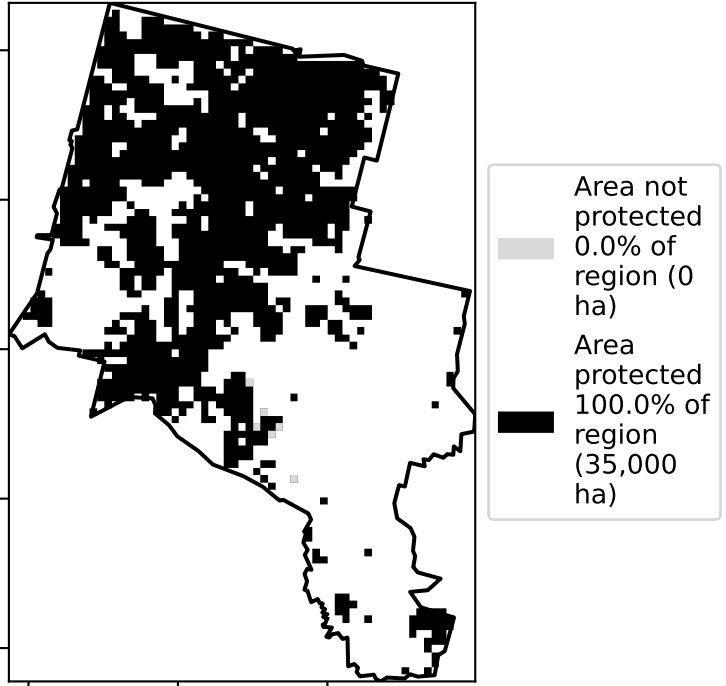 Area not
protected
0.0% of
region (0
ha)
Area
protected
100.0% of
region
(35,000
ha)